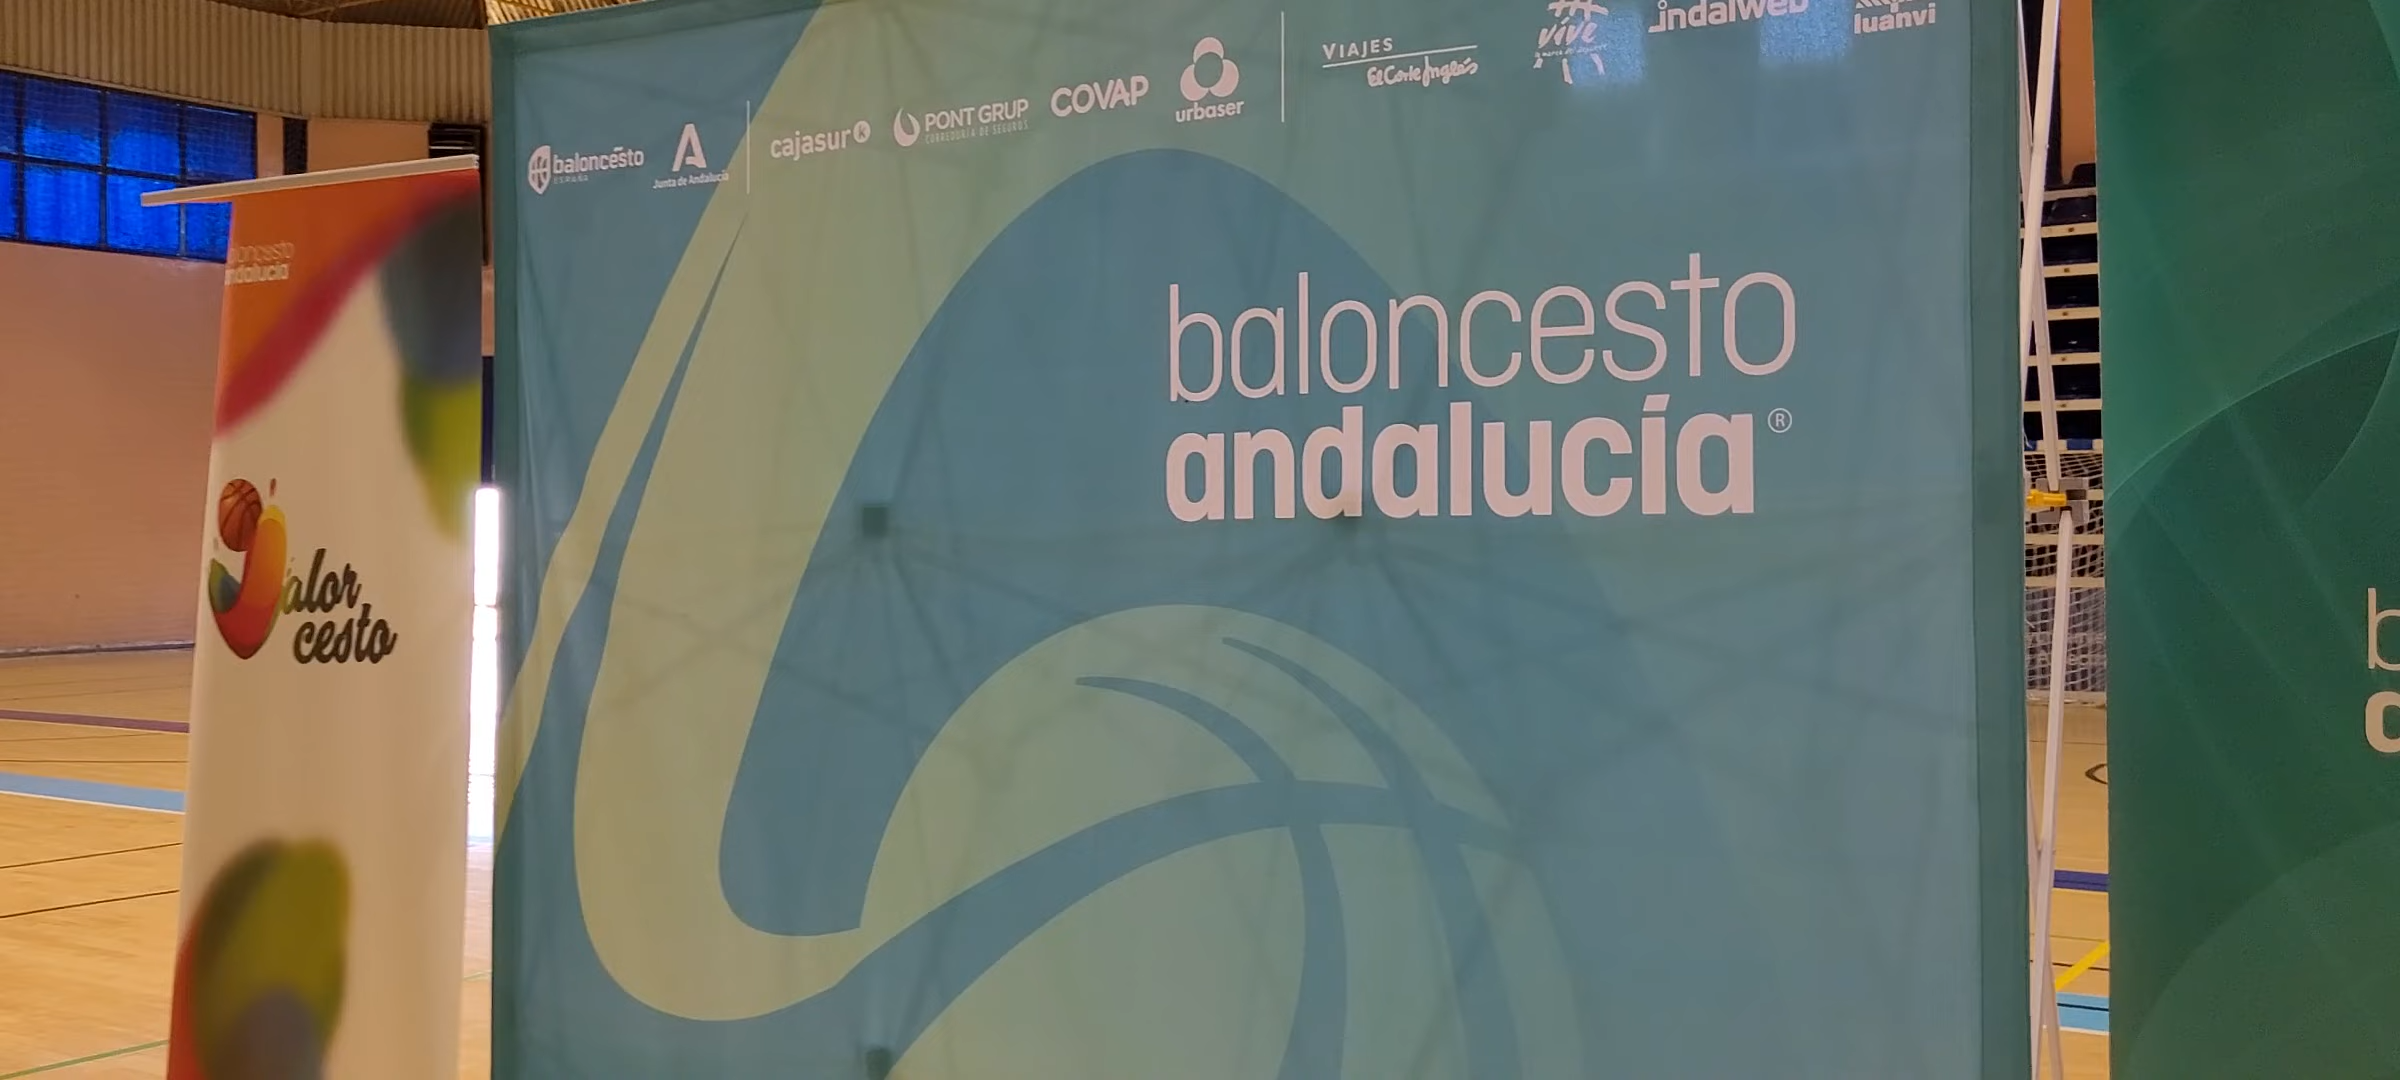 baloncesto
ESPAÑA
Junta de Andalucía
cajasur k
PONT GRUP
CORREDURÍA DE SEGUROS
COVAP
urbaser
VIAJES
El Corte Inglés
vive
indalweb
luanvi
baloncesto
andalucía®
baloncesto
andalucía
alor
cesto
b
c